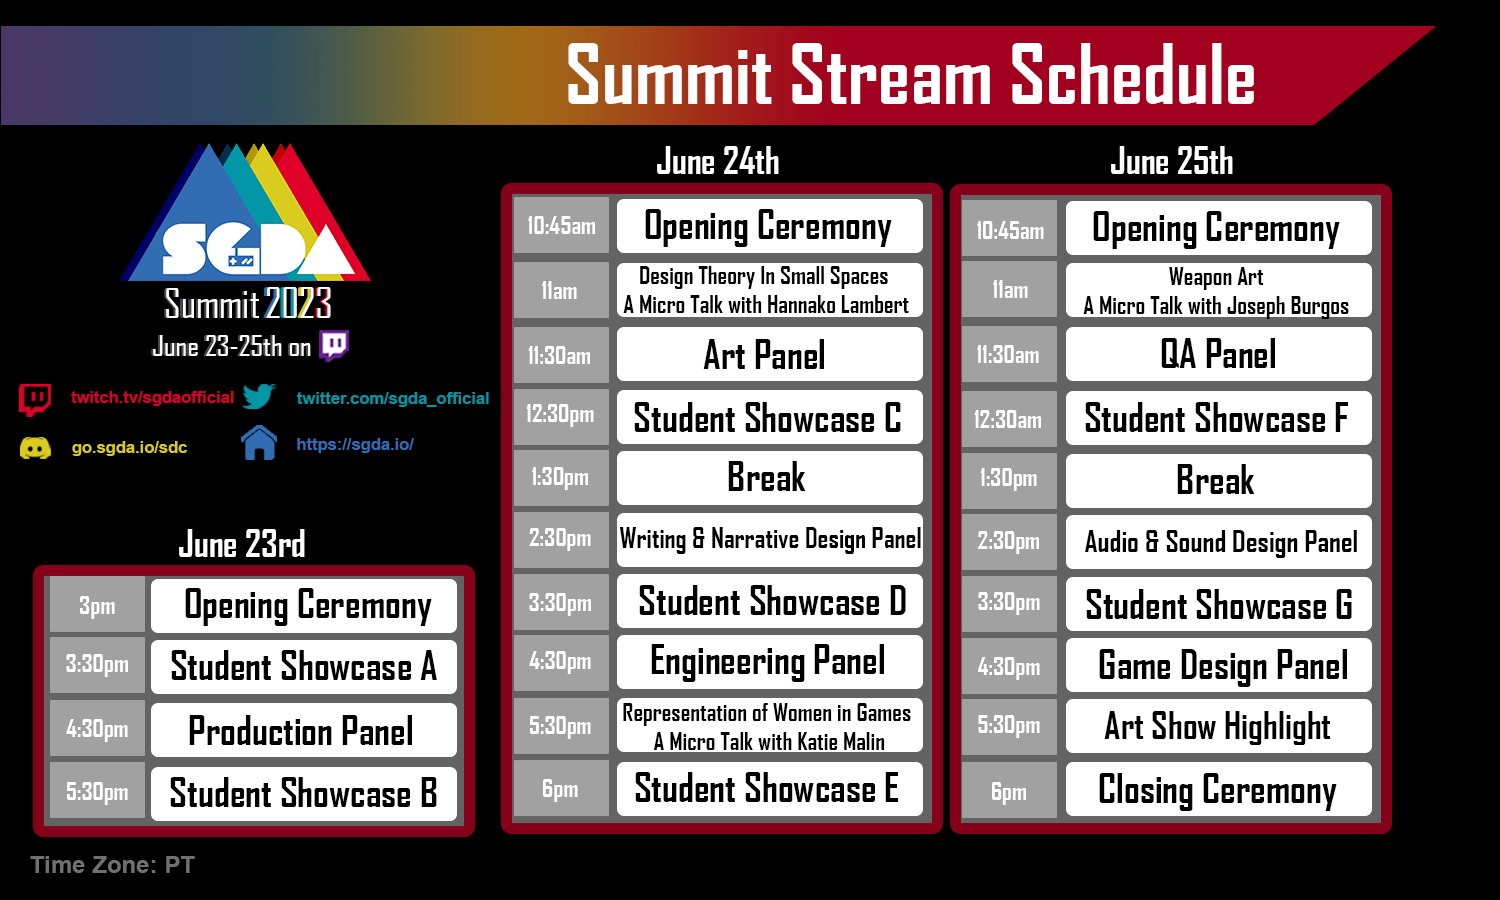 Summit Stream Schedule
SGDA
Summit 2023
June 23-25th on
twitch.tv/sgdaofficial
twitter.com/sgda_official
go.sgda.io/sdc
https://sgda.io/
June 23rd
3pm Opening Ceremony
3:30pm Student Showcase A
4:30pm Production Panel
5:30pm Student Showcase B
Time Zone: PT
June 24th
10:45am Opening Ceremony
11am Design Theory In Small Spaces
A Micro Talk with Hannako Lambert
11:30am Art Panel
12:30pm Student Showcase C
1:30pm Break
2:30pm Writing & Narrative Design Panel
3:30pm Student Showcase D
4:30pm Engineering Panel
5:30pm Representation of Women in Games
A Micro Talk with Katie Malin
6pm Student Showcase E
June 25th
10:45am Opening Ceremony
11am Weapon Art
A Micro Talk with Joseph Burgos
11:30am QA Panel
12:30am Student Showcase F
1:30pm Break
2:30pm Audio & Sound Design Panel
3:30pm Student Showcase G
4:30pm Game Design Panel
5:30pm Art Show Highlight
6pm Closing Ceremony